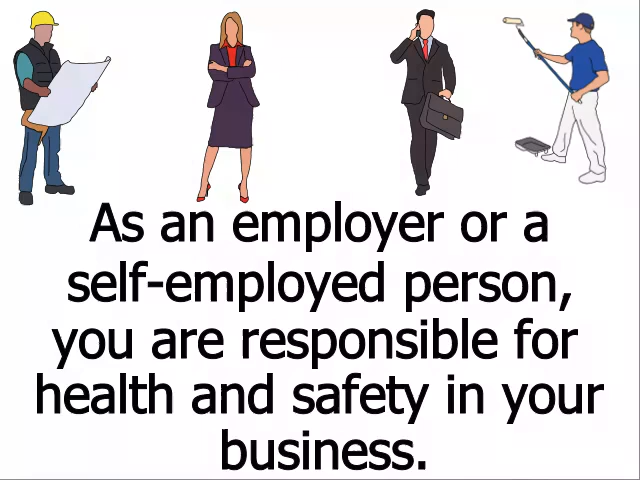 As an employer or a
self-employed person,
you are responsible for
health and safety in your
business.